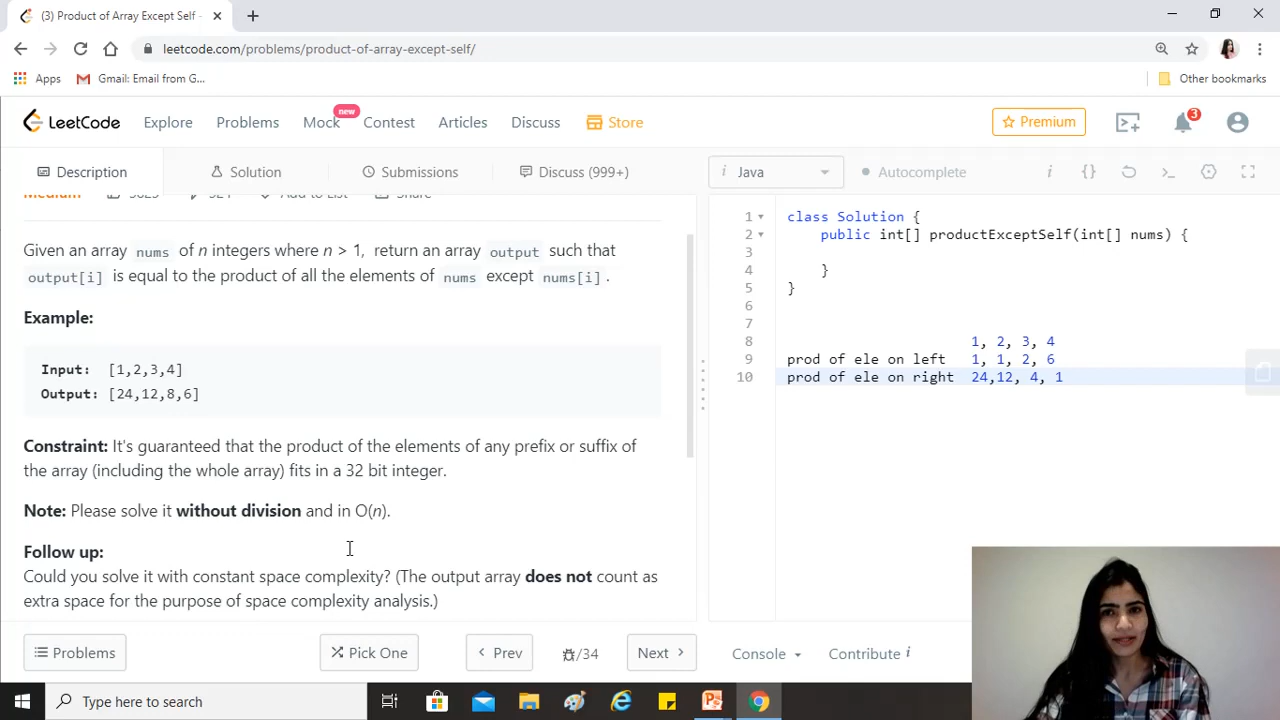 (3) Product of Array Except Self -
leetcode.com/problems/product-of-array-except-self/
Apps
Gmail: Email from G...
Other bookmarks
LeetCode
Explore
Problems
Mock
new
Contest
Articles
Discuss
Store
Premium
3
Description
Solution
Submissions
Discuss (999+)
i
Java
Autocomplete
i
{}
Medium
Add to List
Share
Given an array nums of n integers where n > 1, return an array output such that
output[i] is equal to the product of all the elements of nums except nums[i].
Example:
Input: [1,2,3,4]
Output: [24,12,8,6]
Constraint: It's guaranteed that the product of the elements of any prefix or suffix of
the array (including the whole array) fits in a 32 bit integer.
Note: Please solve it without division and in O(n).
Follow up:
Could you solve it with constant space complexity? (The output array does not count as
extra space for the purpose of space complexity analysis.)
1 class Solution {
2 public int[] productExceptSelf(int[] nums) {
3
4 }
5 }
6
7
8 1, 2, 3, 4
9 prod of ele on left 1, 1, 2, 6
10 prod of ele on right 24,12, 4, 1
Problems
Pick One
Prev
/34
Next
Console
Contribute i
Type here to search